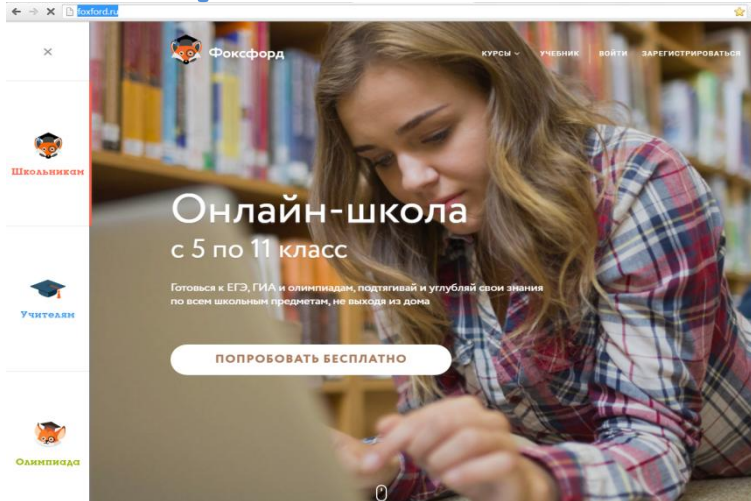 foxford.ru
Фоксфорд
КУРСЫ
УЧЕБНИК
ВОЙТИ
ЗАРЕГИСТРИРОВАТЬСЯ
Школьникам
Учителям
Олимпиада
Онлайн-школа
с 5 по 11 класс
Готовься к ЕГЭ, ГИА и олимпиадам, подтягивай и углубляй свои знания
по всем школьным предметам, не выходя из дома
ПОПРОБОВАТЬ БЕСПЛАТНО